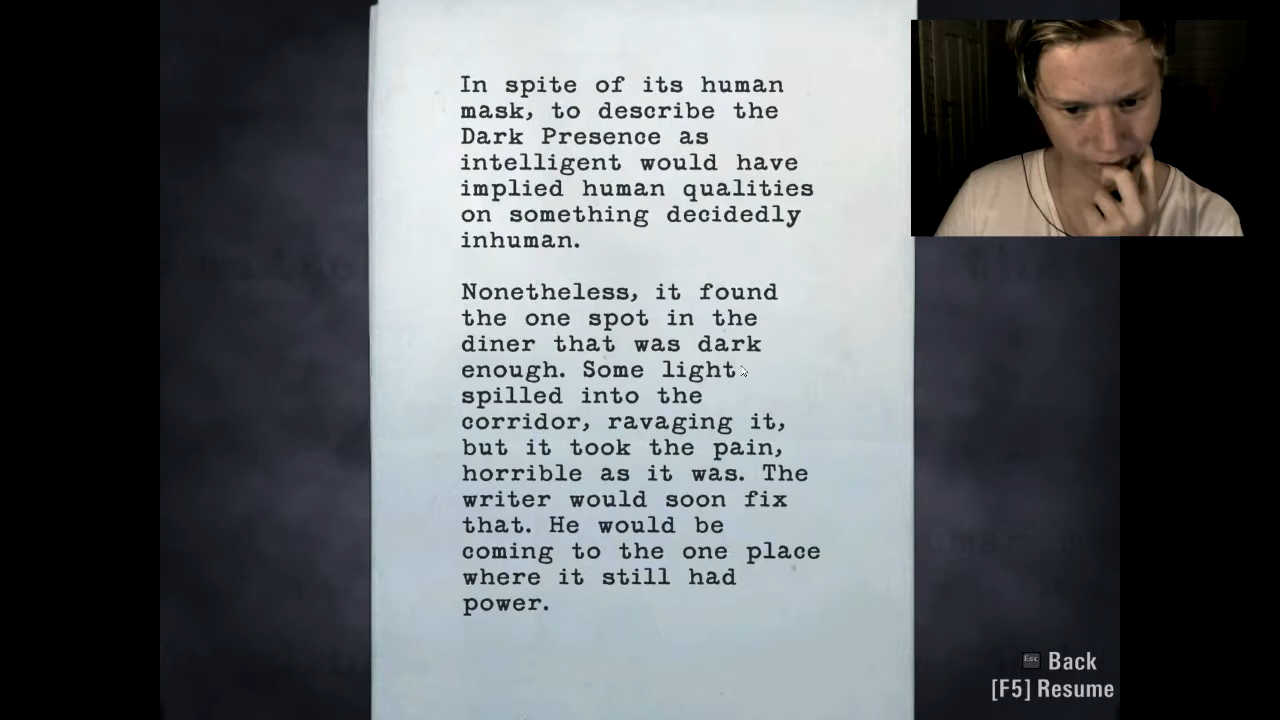 In spite of its human
mask, to describe the
Dark Presence as
intelligent would have
implied human qualities
on something decidedly
inhuman.
Nonetheless, it found
the one spot in the
diner that was dark
enough. Some light
spilled into the
corridor, ravaging it,
but it took the pain,
horrible as it was. The
writer would soon fix
that. He would be
coming to the one place
where it still had
power.
Esc Back
[F5] Resume